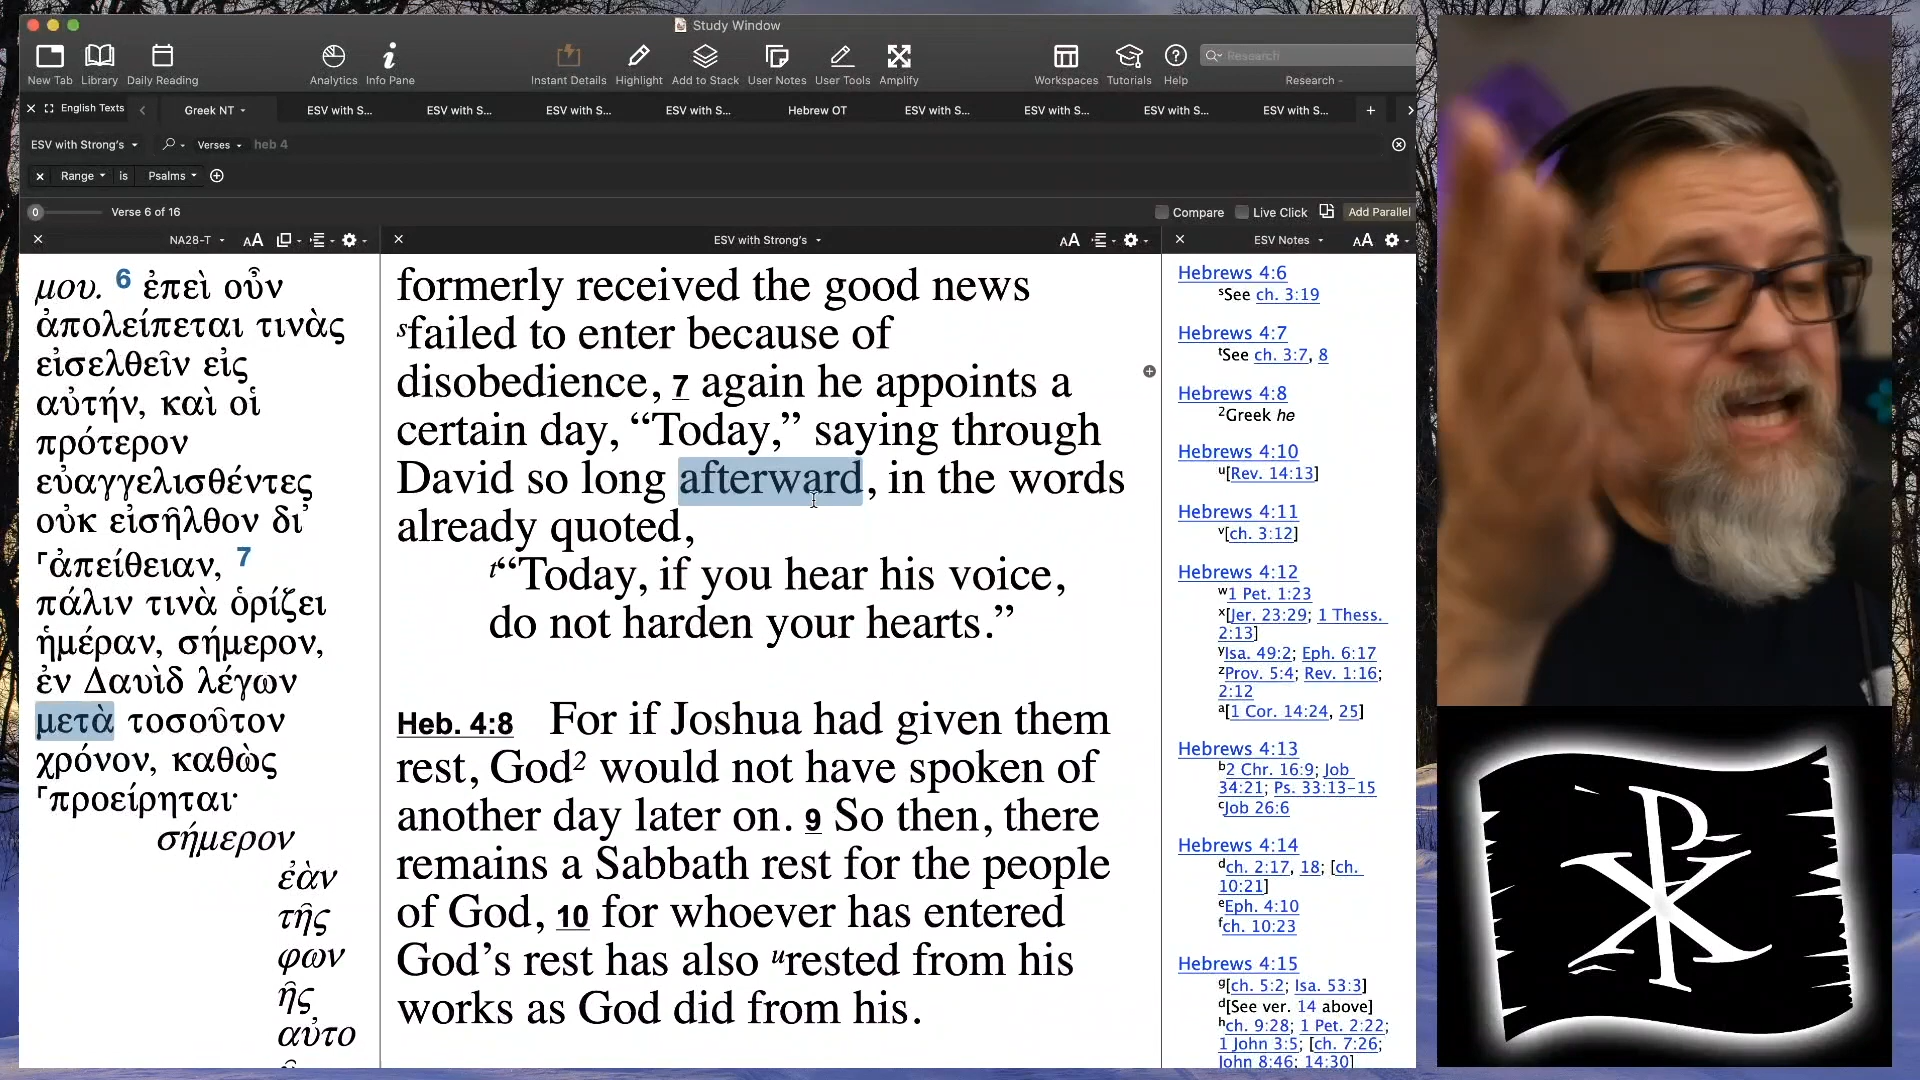 Study Window
New Tab Library Daily Reading Analytics Info Pane Instant Details Highlight Add to Stack User Notes User Tools Amplify Workspaces Tutorials Help Research
Research
English Texts Greek NT ESV with S... ESV with S... ESV with S... ESV with S... Hebrew OT ESV with S... ESV with S... ESV with S... ESV with S...
ESV with Strong's Verses heb 4
Range is Psalms
0 Verse 6 of 16 Compare Live Click Add Parallel
NA28-T AA
μου. 6 ἐπεὶ οὖν
ἀπολείπεται τινὰς
εἰσελθεῖν εἰς
αὐτήν, καὶ οἱ
πρότερον
εὐαγγελισθέντες
οὐκ εἰσῆλθον δι’
⸀ἀπείθειαν, 7
πάλιν τινὰ ὁρίζει
ἡμέραν, σήμερον,
ἐν Δαυὶδ λέγων
μετὰ τοσοῦτον
χρόνον, καθὼς
⸀προείρηται·
σήμερον
ἐὰν
τῆς
φων
ῆς
αὐτο
ESV with Strong's AA
formerly received the good news
sfailed to enter because of
disobedience, 7 again he appoints a
certain day, “Today,” saying through
David so long afterward, in the words
already quoted,
t“Today, if you hear his voice,
do not harden your hearts.”
Heb. 4:8 For if Joshua had given them
rest, God2 would not have spoken of
another day later on. 9 So then, there
remains a Sabbath rest for the people
of God, 10 for whoever has entered
God’s rest has also urested from his
works as God did from his.
ESV Notes AA
Hebrews 4:6
sSee ch. 3:19
Hebrews 4:7
tSee ch. 3:7, 8
Hebrews 4:8
2Greek he
Hebrews 4:10
u[Rev. 14:13]
Hebrews 4:11
v[ch. 3:12]
Hebrews 4:12
w1 Pet. 1:23
x[Jer. 23:29; 1 Thess.
2:13]
yIsa. 49:2; Eph. 6:17
zProv. 5:4; Rev. 1:16;
2:12
a[1 Cor. 14:24, 25]
Hebrews 4:13
b2 Chr. 16:9; Job
34:21; Ps. 33:13–15
cJob 26:6
Hebrews 4:14
dch. 2:17, 18; [ch.
10:21]
eEph. 4:10
fch. 10:23
Hebrews 4:15
g[ch. 5:2; Isa. 53:3]
d[See ver. 14 above]
hch. 9:28; 1 Pet. 2:22;
1 John 3:5; [ch. 7:26;
John 8:46; 14:30]